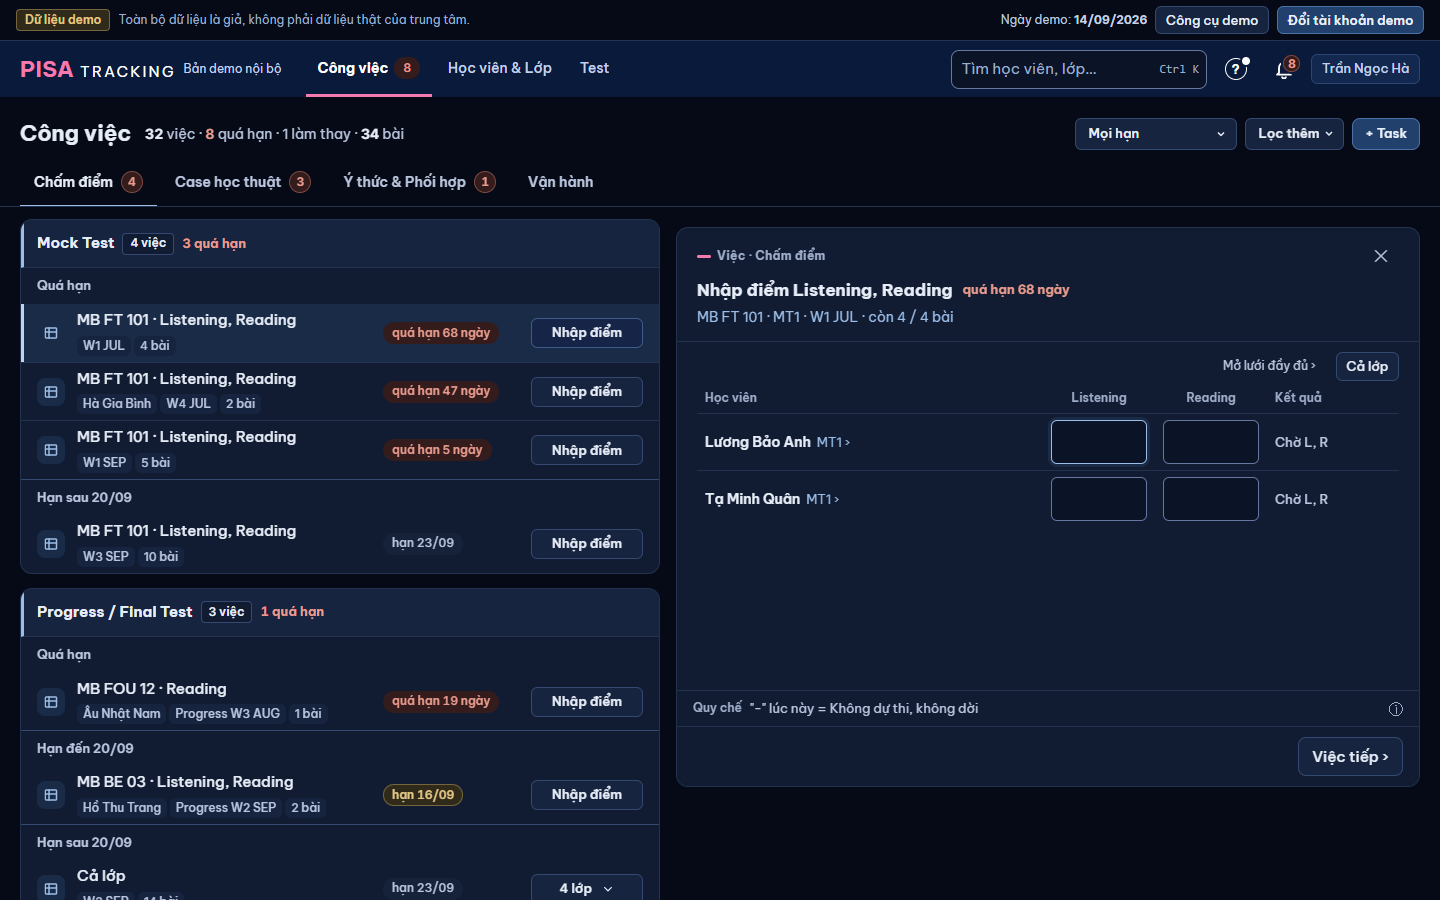 Dữ liệu demo Toàn bộ dữ liệu là giả, không phải dữ liệu thật của trung tâm. Ngày demo: 14/09/2026 Công cụ demo Đổi tài khoản demo
PISA TRACKING Bản demo nội bộ Công việc 8 Học viên & Lớp Test Tìm học viên, lớp... Ctrl K ? 8 Trần Ngọc Hà
Công việc 32 việc · 8 quá hạn · 1 làm thay · 34 bài Mọi hạn Lọc thêm + Task
Chấm điểm 4 Case học thuật 3 Ý thức & Phối hợp 1 Vận hành
Mock Test 4 việc 3 quá hạn
Quá hạn
MB FT 101 · Listening, Reading quá hạn 68 ngày Nhập điểm
W1 JUL 4 bài
MB FT 101 · Listening, Reading quá hạn 47 ngày Nhập điểm
Hà Gia Bình W4 JUL 2 bài
MB FT 101 · Listening, Reading quá hạn 5 ngày Nhập điểm
W1 SEP 5 bài
Hạn sau 20/09
MB FT 101 · Listening, Reading hạn 23/09 Nhập điểm
W3 SEP 10 bài
Progress / FInal Test 3 việc 1 quá hạn
Quá hạn
MB FOU 12 · Reading quá hạn 19 ngày Nhập điểm
Âu Nhật Nam Progress W3 AUG 1 bài
Hạn đến 20/09
MB BE 03 · Listening, Reading hạn 16/09 Nhập điểm
Hồ Thu Trang Progress W2 SEP 2 bài
Hạn sau 20/09
Cả lớp hạn 23/09 4 lớp
Việc · Chấm điểm
Nhập điểm Listening, Reading quá hạn 68 ngày
MB FT 101 · MT1 · W1 JUL · còn 4 / 4 bài
Mở lưới đầy đủ › Cả lớp
Học viên Listening Reading Kết quả
Lương Bảo Anh MT1 › Chờ L, R
Tạ Minh Quân MT1 › Chờ L, R
Quy chế "-" lúc này = Không dự thi, không dời
Việc tiếp ›